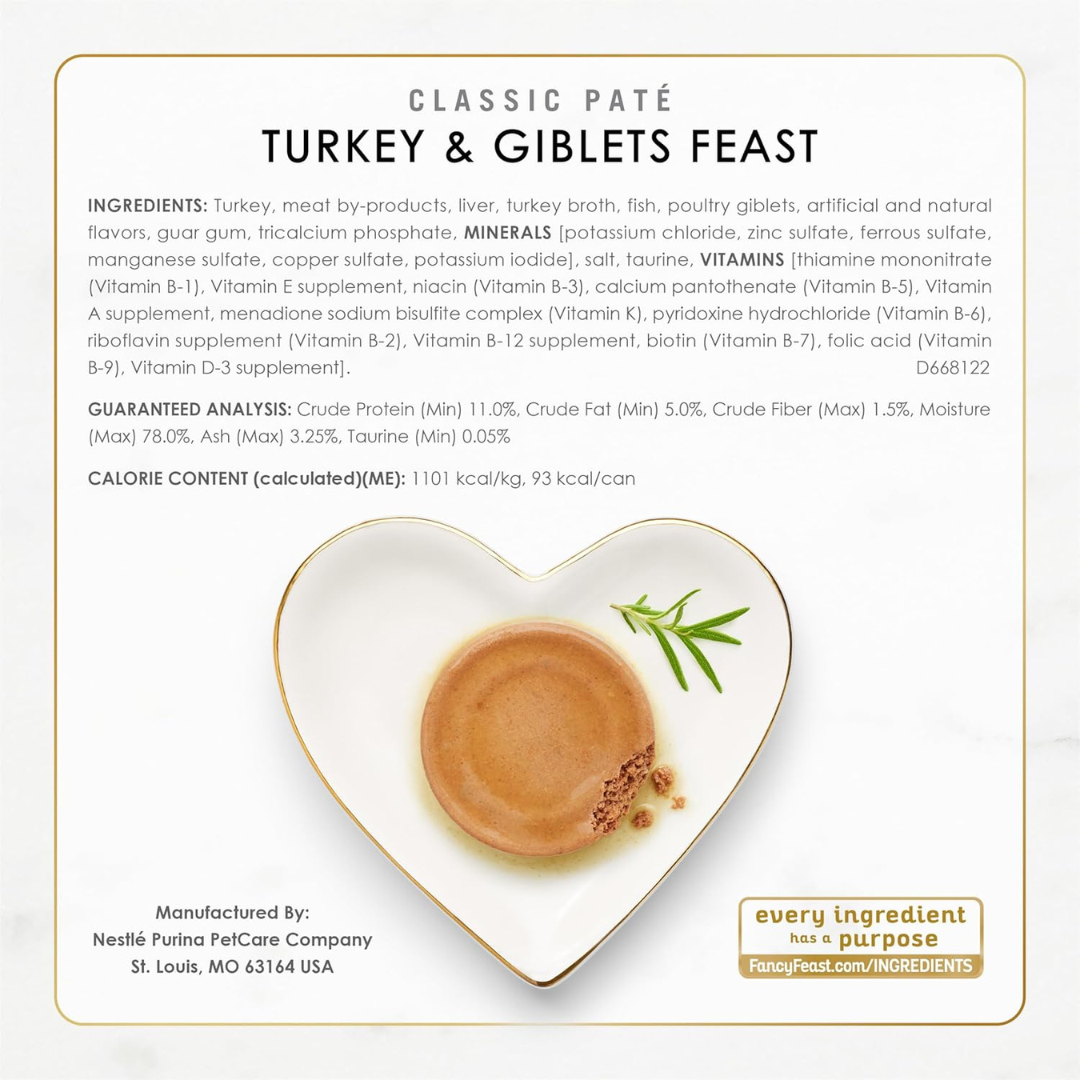 CLASSIC PATÉ
TURKEY & GIBLETS FEAST
INGREDIENTS: Turkey, meat by-products, liver, turkey broth, fish, poultry giblets, artificial and natural
flavors, guar gum, tricalcium phosphate, MINERALS [potassium chloride, zinc sulfate, ferrous sulfate,
manganese sulfate, copper sulfate, potassium iodide], salt, taurine, VITAMINS [thiamine mononitrate
(Vitamin B-1), Vitamin E supplement, niacin (Vitamin B-3), calcium pantothenate (Vitamin B-5), Vitamin
A supplement, menadione sodium bisulfite complex (Vitamin K), pyridoxine hydrochloride (Vitamin B-6),
riboflavin supplement (Vitamin B-2), Vitamin B-12 supplement, biotin (Vitamin B-7), folic acid (Vitamin
B-9), Vitamin D-3 supplement]. D668122
GUARANTEED ANALYSIS: Crude Protein (Min) 11.0%, Crude Fat (Min) 5.0%, Crude Fiber (Max) 1.5%, Moisture
(Max) 78.0%, Ash (Max) 3.25%, Taurine (Min) 0.05%
CALORIE CONTENT (calculated)(ME): 1101 kcal/kg, 93 kcal/can
Manufactured By:
Nestlé Purina PetCare Company
St. Louis, MO 63164 USA
every ingredient
has a purpose
FancyFeast.com/INGREDIENTS